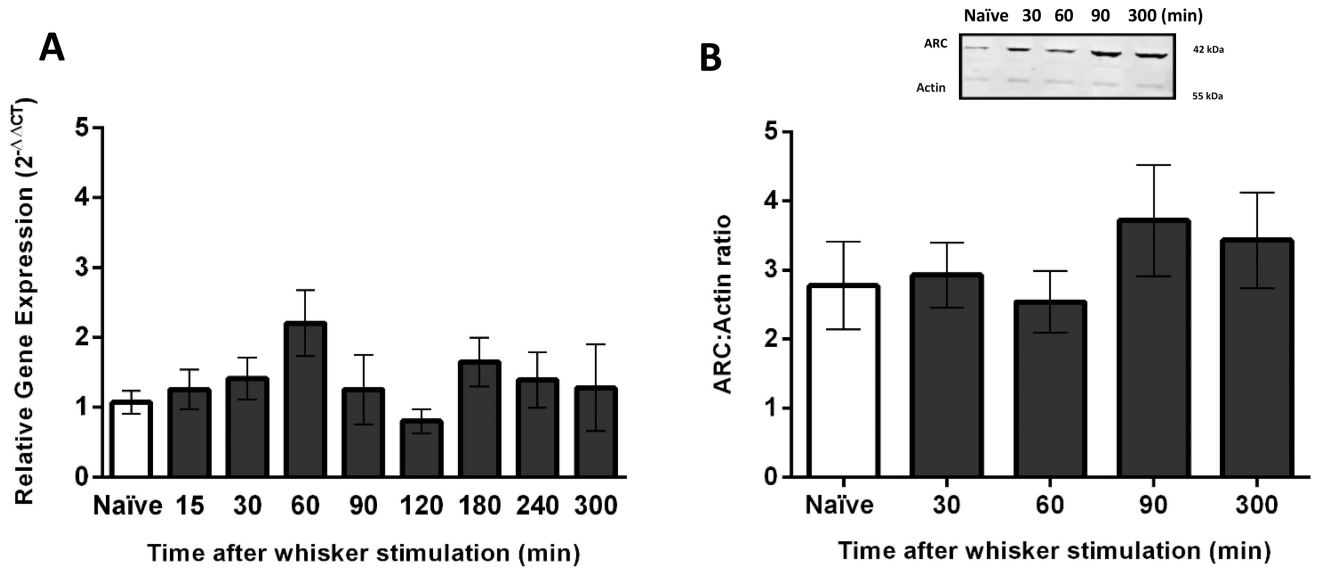 A
Relative Gene Expression (2-ΔΔCT)
5
4
3
2
1
0
Naïve 15 30 60 90 120 180 240 300
Time after whisker stimulation (min)
B
Naïve 30 60 90 300 (min)
ARC 42 kDa
Actin 55 kDa
ARC:Actin ratio
5
4
3
2
1
0
Naïve 30 60 90 300
Time after whisker stimulation (min)